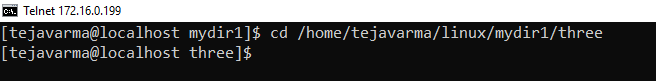 Telnet 172.16.0.199
[tejavarma@localhost mydir1]$ cd /home/tejavarma/linux/mydir1/three
[tejavarma@localhost three]$